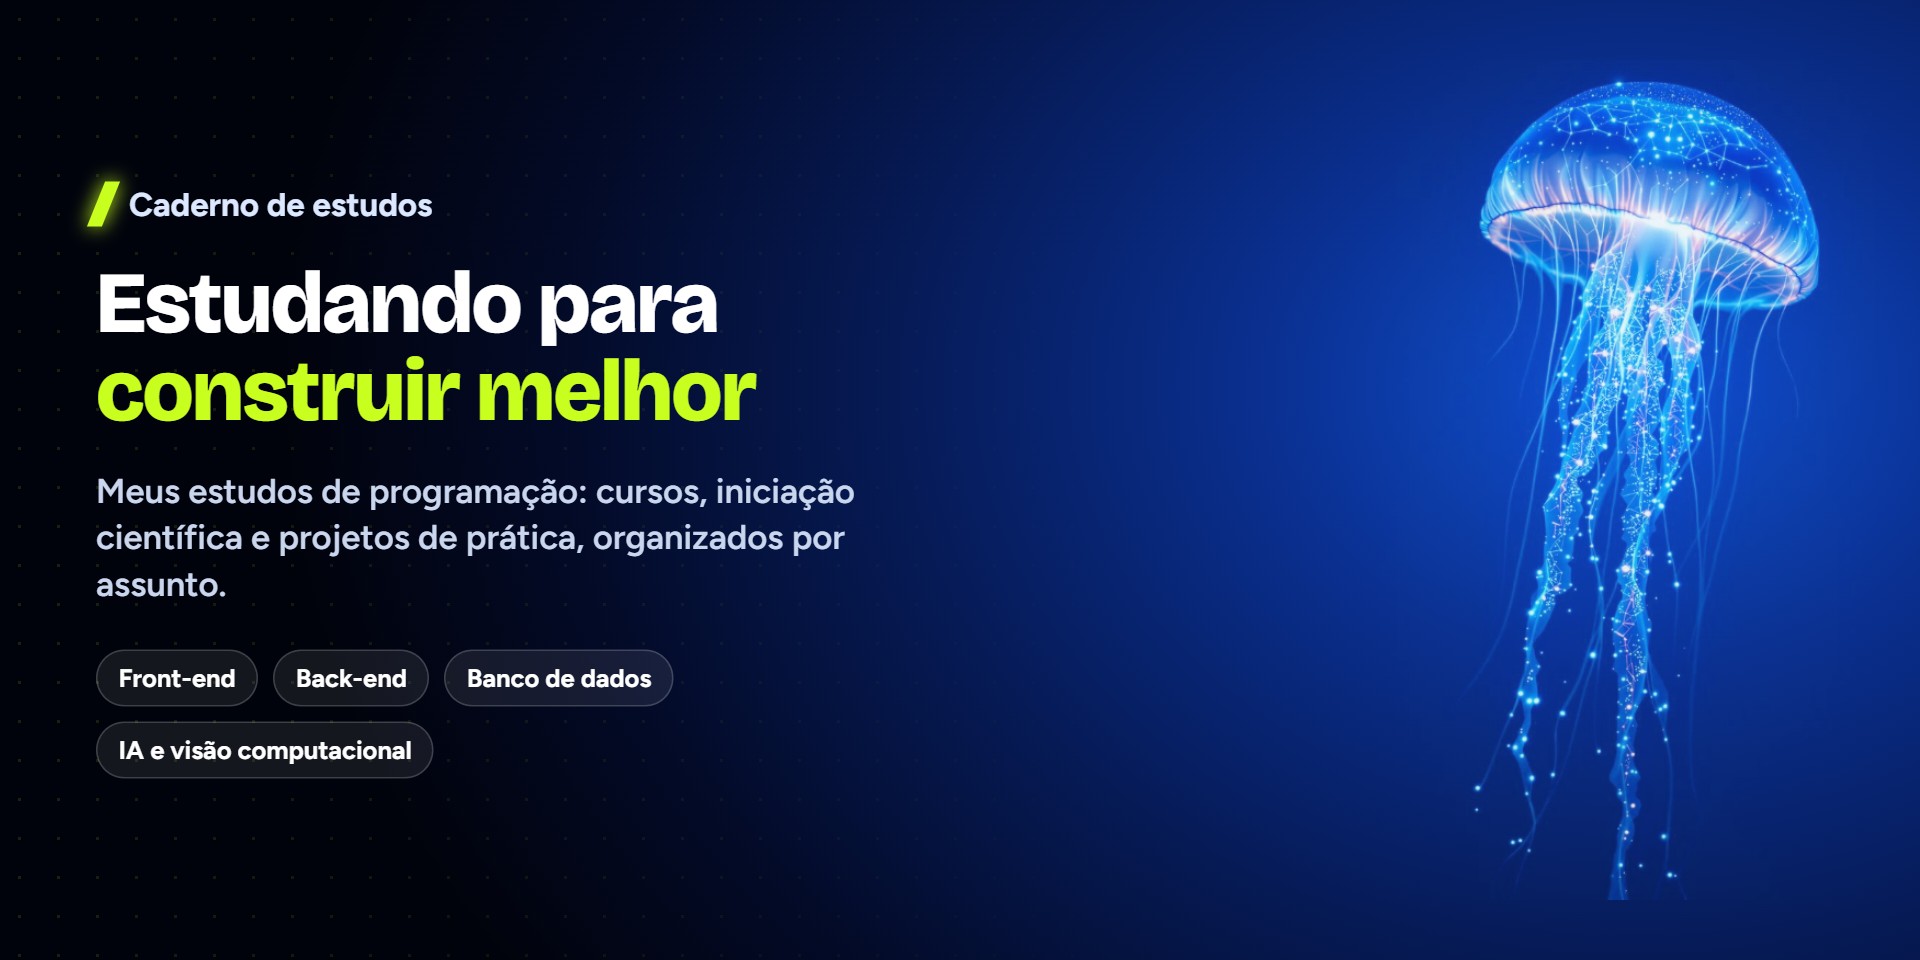 Caderno de estudos
Estudando para
construir melhor
Meus estudos de programação: cursos, iniciação
científica e projetos de prática, organizados por
assunto.
Front-end
Back-end
Banco de dados
IA e visão computacional